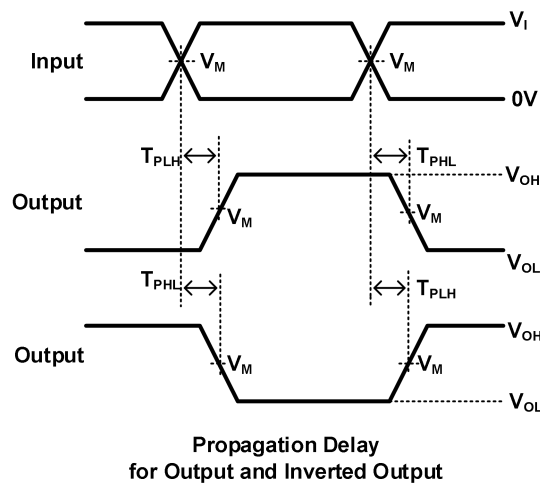 V_I
Input
V_M
V_M
0V
T_PLH
T_PHL
V_OH
Output
V_M
V_M
V_OL
T_PHL
T_PLH
V_OH
Output
V_M
V_M
V_OL
Propagation Delay
for Output and Inverted Output